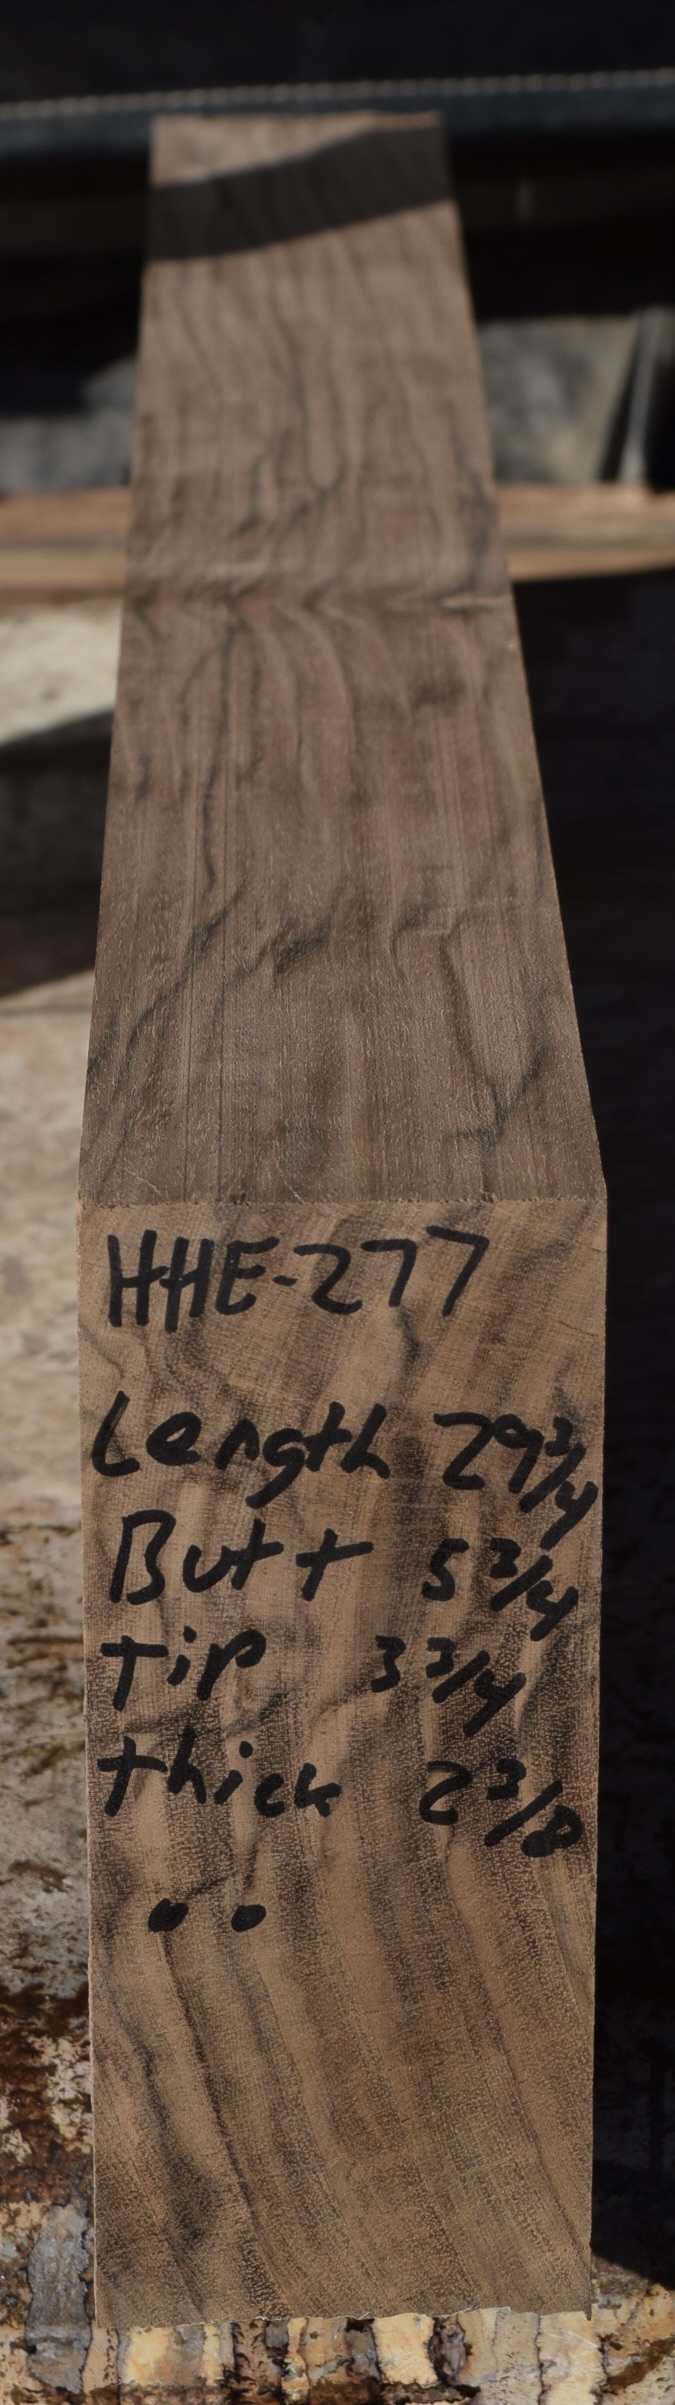 HHE-277
Length 29 3/4
Butt 5 3/4
tip 3 3/4
thick 2 3/8